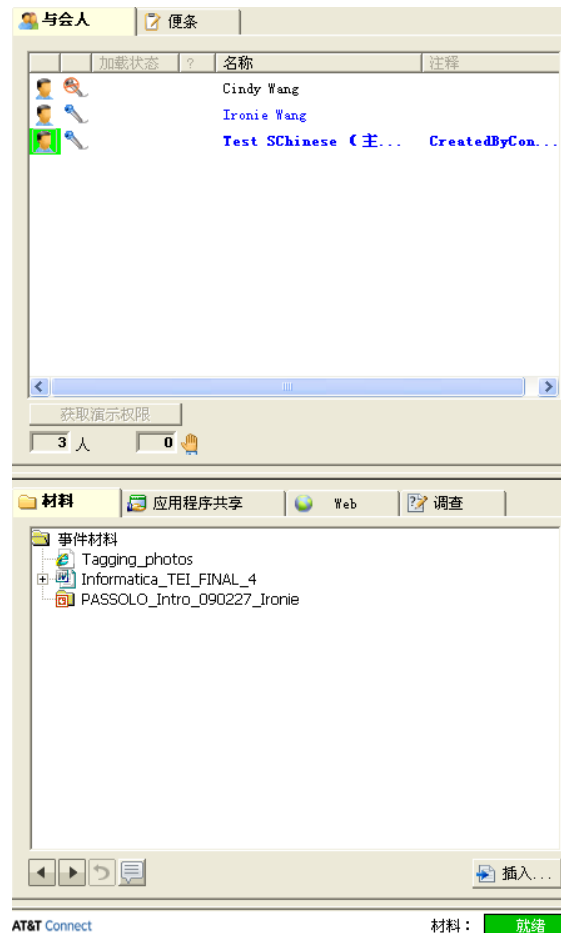 与会人 便条
加载状态 ? 名称 注释
Cindy Wang
Ironie Wang
Test SChinese (主... CreatedByCon...
获取演示权限
3 人 0
材料 应用程序共享 Web 调查
事件材料
Tagging_photos
Informatica_TEI_FINAL_4
PASSOLO_Intro_090227_Ironie
插入...
AT&T Connect 材料： 就绪